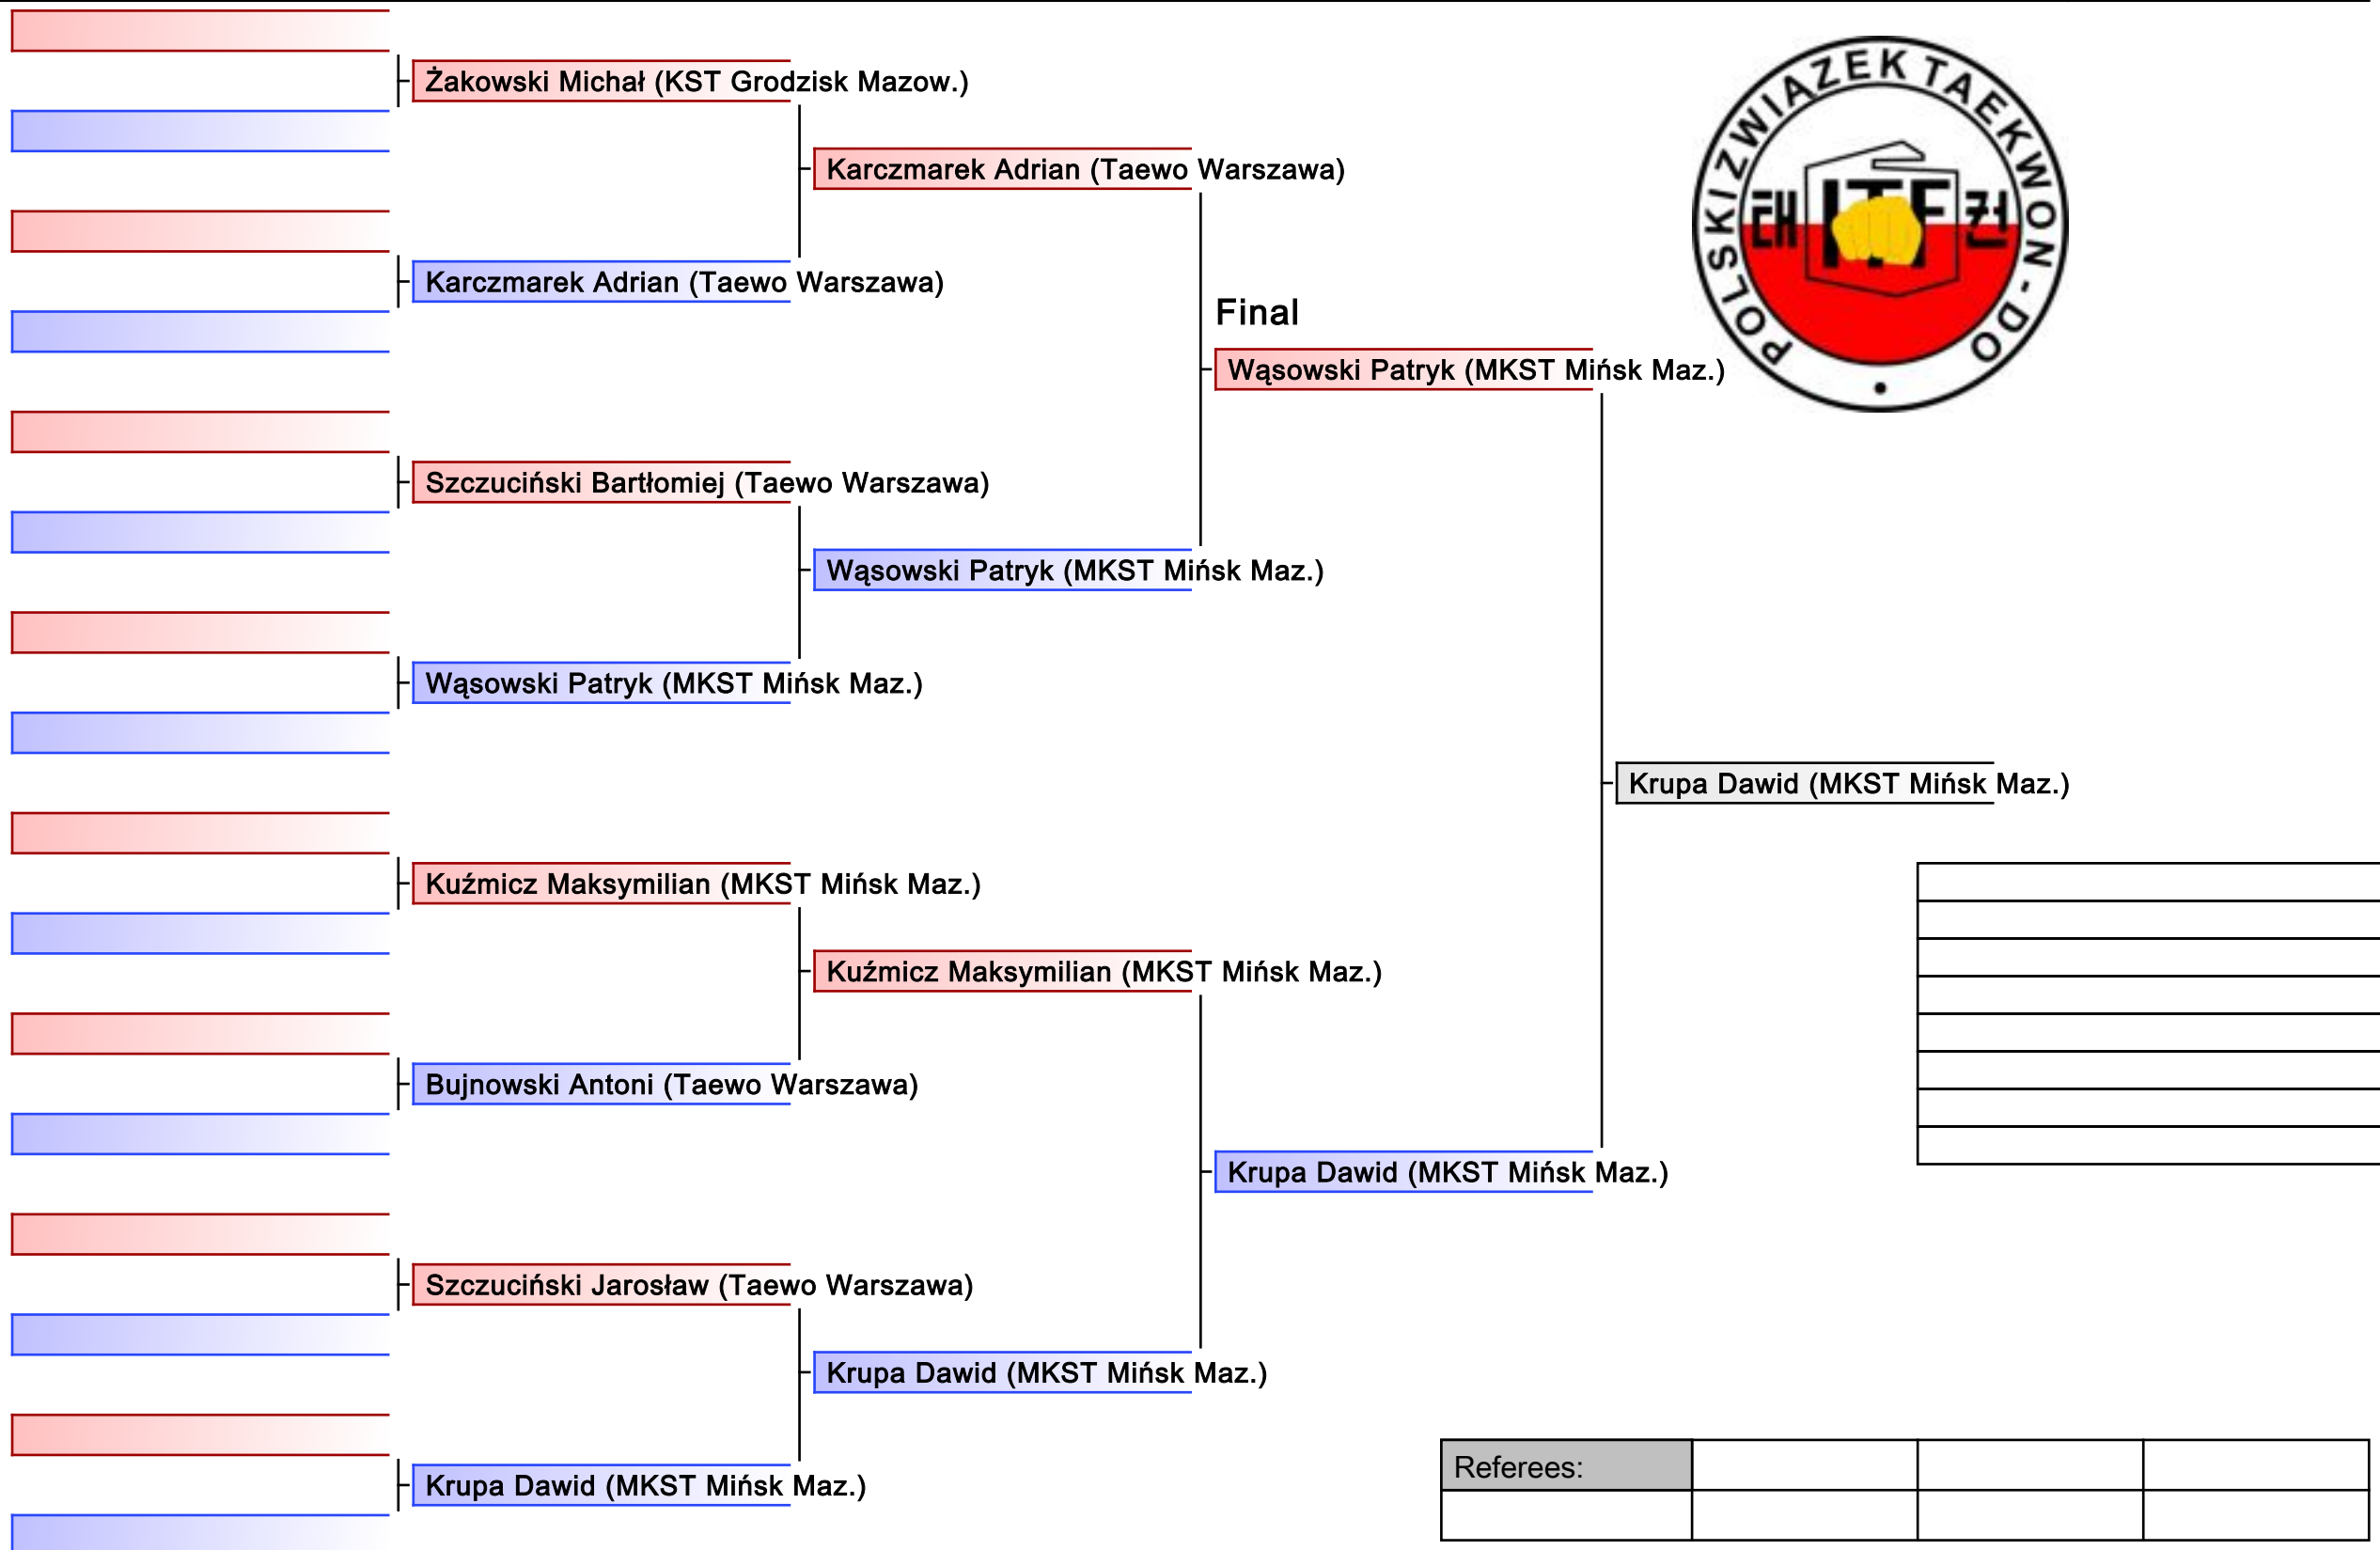 Żakowski Michał (KST Grodzisk Mazow.)
Karczmarek Adrian (Taewo Warszawa)
Karczmarek Adrian (Taewo Warszawa)
Final
Wąsowski Patryk (MKST Mińsk Maz.)
Szczuciński Bartłomiej (Taewo Warszawa)
Wąsowski Patryk (MKST Mińsk Maz.)
Wąsowski Patryk (MKST Mińsk Maz.)
Krupa Dawid (MKST Mińsk Maz.)
Kuźmicz Maksymilian (MKST Mińsk Maz.)
Kuźmicz Maksymilian (MKST Mińsk Maz.)
Bujnowski Antoni (Taewo Warszawa)
Krupa Dawid (MKST Mińsk Maz.)
Szczuciński Jarosław (Taewo Warszawa)
Krupa Dawid (MKST Mińsk Maz.)
Krupa Dawid (MKST Mińsk Maz.)
Referees:
POLSKI ZWIĄZEK TAEKWON-DO
ITF